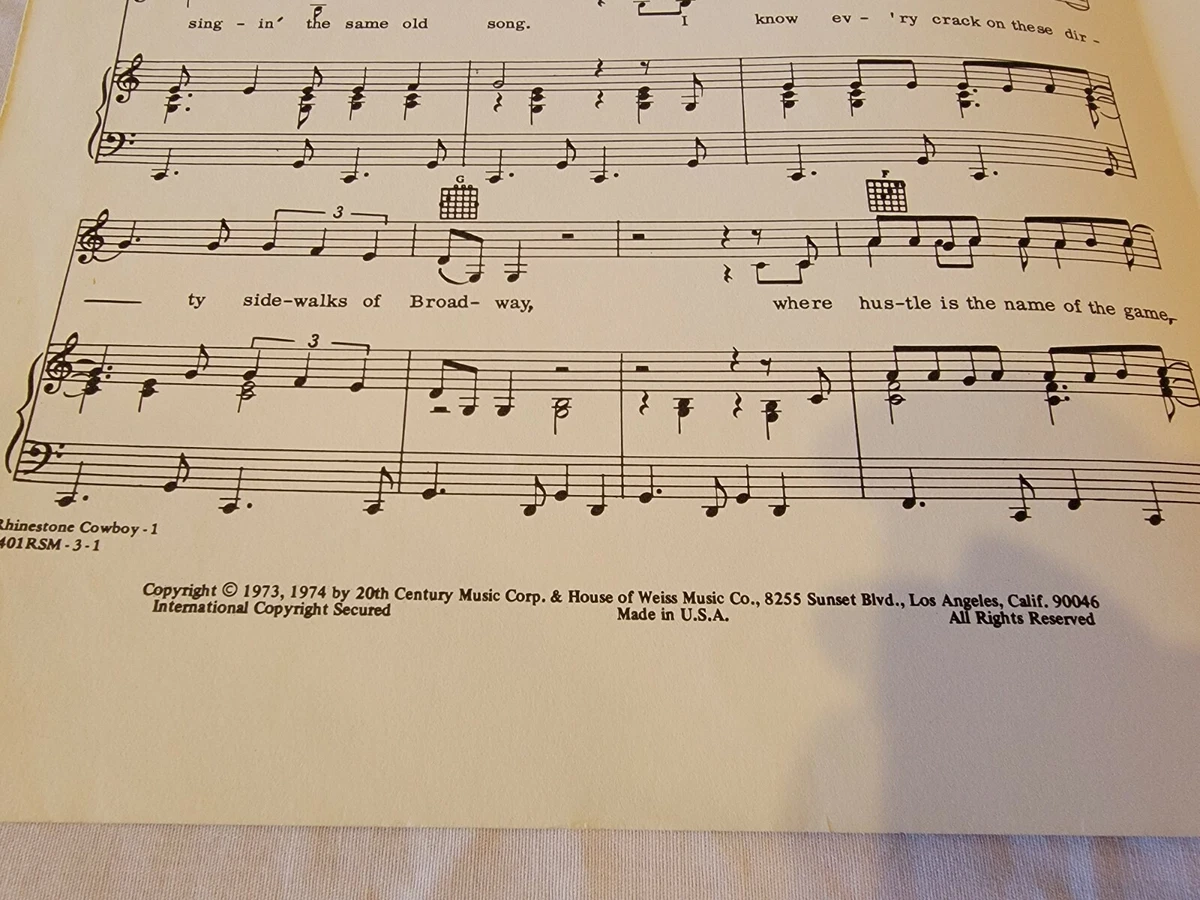 sing - in' the same old song. I know ev - 'ry crack on these dir -
G F
3
ty side-walks of Broad- way, where hus-tle is the name of the game,
3
Rhinestone Cowboy - 1
401RSM - 3 - 1
Copyright © 1973, 1974 by 20th Century Music Corp. & House of Weiss Music Co., 8255 Sunset Blvd., Los Angeles, Calif. 90046
International Copyright Secured Made in U.S.A. All Rights Reserved